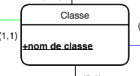 Classe
1,1)
+nom de classe